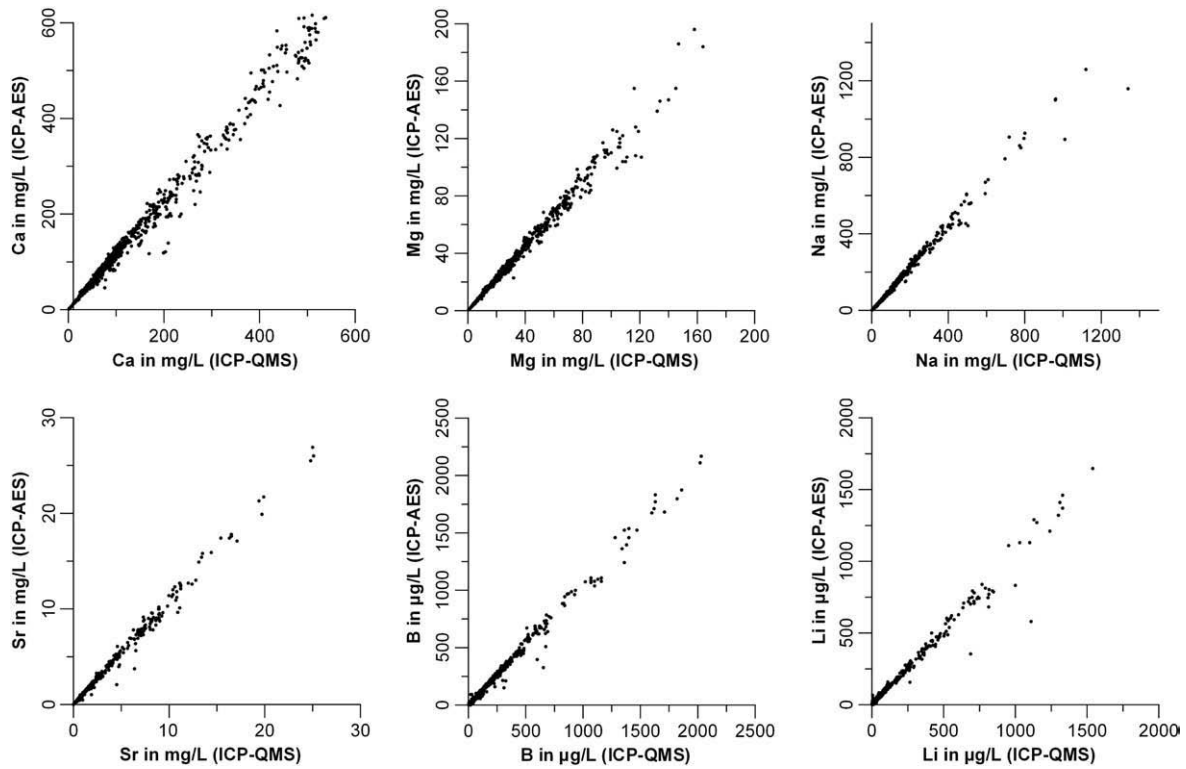 600
400
200
0
Ca in mg/L (ICP-AES)
0 200 400 600
Ca in mg/L (ICP-QMS)
200
160
120
80
40
0
Mg in mg/L (ICP-AES)
0 40 80 120 160 200
Mg in mg/L (ICP-QMS)
1200
800
400
0
Na in mg/L (ICP-AES)
0 400 800 1200
Na in mg/L (ICP-QMS)
30
20
10
0
Sr in mg/L (ICP-AES)
0 10 20 30
Sr in mg/L (ICP-QMS)
2500
2000
1500
1000
500
0
B in µg/L (ICP-AES)
0 500 1000 1500 2000 2500
B in µg/L (ICP-QMS)
2000
1500
1000
500
0
Li in µg/L (ICP-AES)
0 500 1000 1500 2000
Li in µg/L (ICP-QMS)